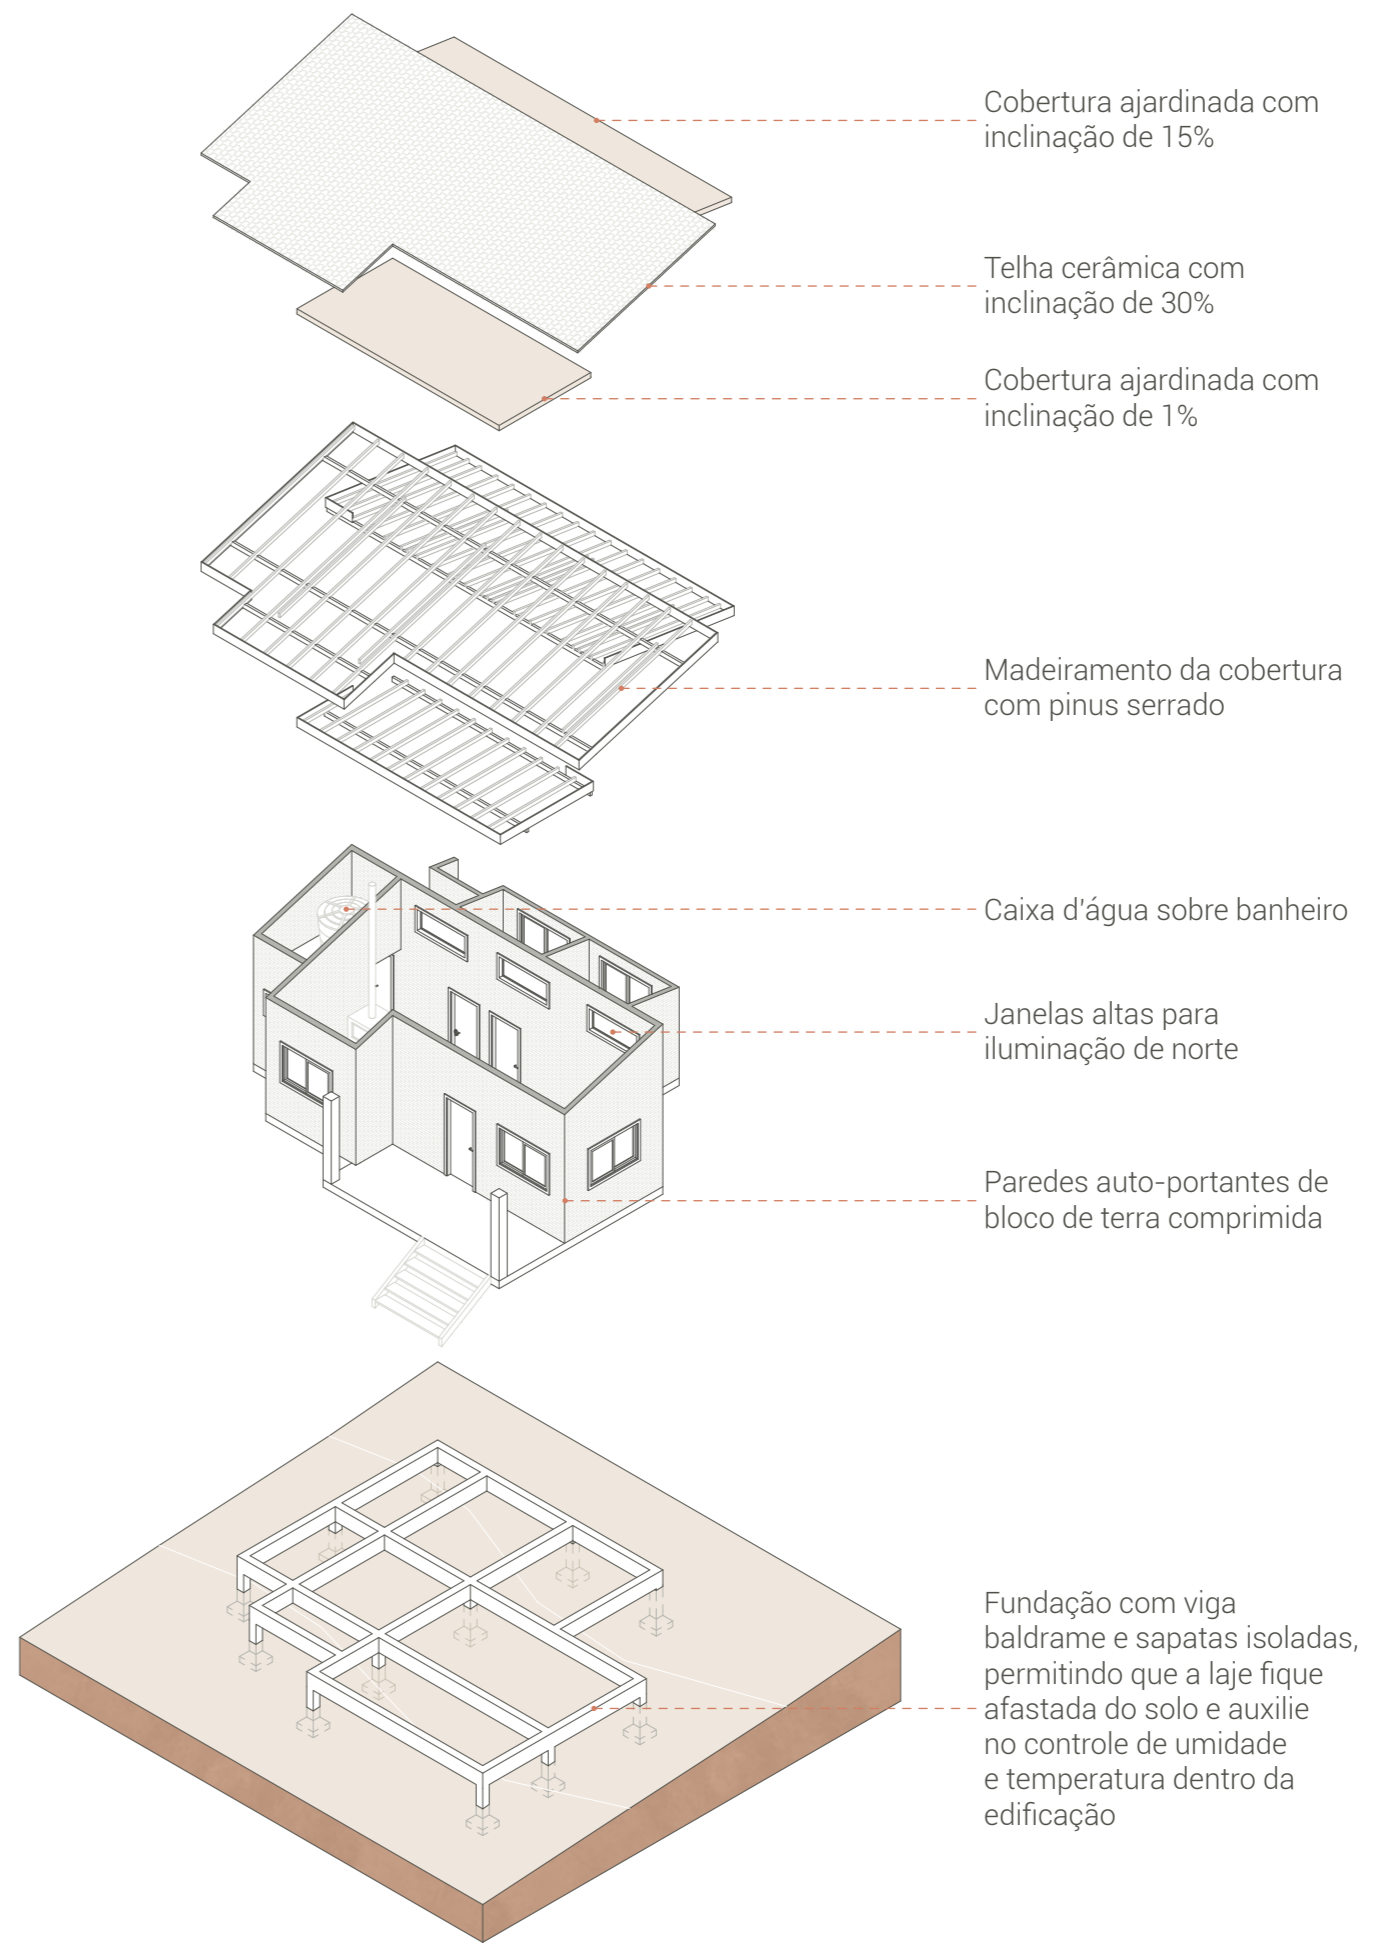 Cobertura ajardinada com
inclinação de 15%
Telha cerâmica com
inclinação de 30%
Cobertura ajardinada com
inclinação de 1%
Madeiramento da cobertura
com pinus serrado
Caixa d'água sobre banheiro
Janelas altas para
iluminação de norte
Paredes auto-portantes de
bloco de terra comprimida
Fundação com viga
baldrame e sapatas isoladas,
permitindo que a laje fique
afastada do solo e auxilie
no controle de umidade
e temperatura dentro da
edificação